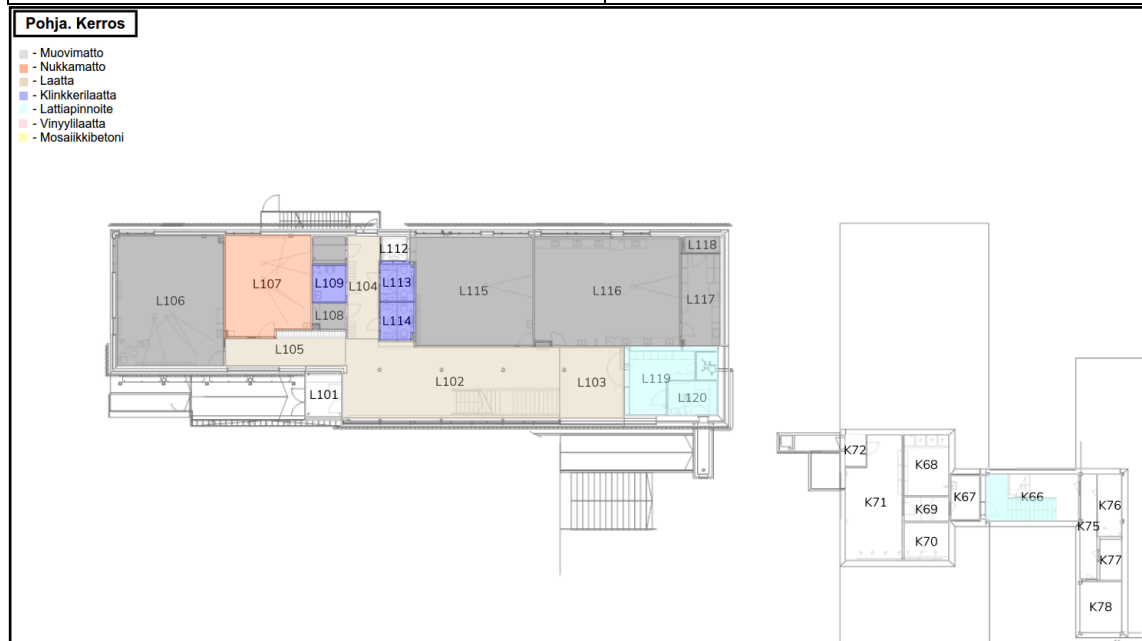 Pohja. Kerros
- Muovimatto
- Nukkamatto
- Laatta
- Klinkkerilaatta
- Lattiapinnoite
- Vinyylilaatta
- Mosaiikkibetoni
L112
L118
L109
L104
L113
L107
L106
L115
L116
L117
L108
L114
L105
L102
L103
L119
L101
L120
K72
K68
K67
K66
K71
K69
K76
K75
K70
K77
K78